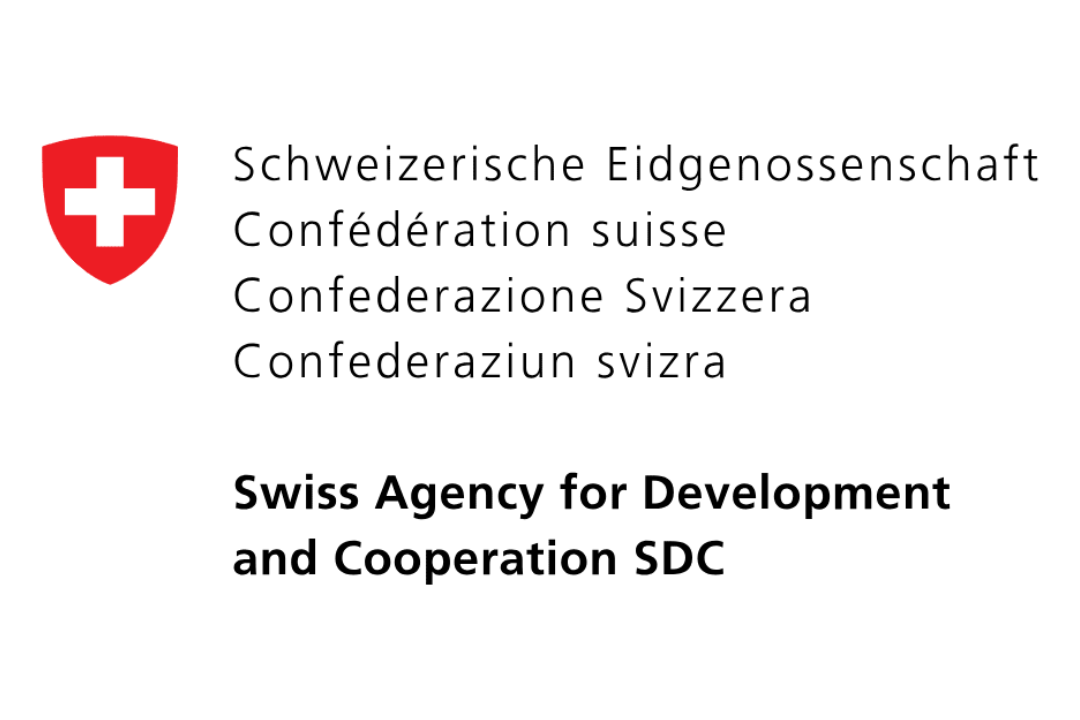 Schweizerische Eidgenossenschaft
Confédération suisse
Confederazione Svizzera
Confederaziun svizra
Swiss Agency for Development
and Cooperation SDC